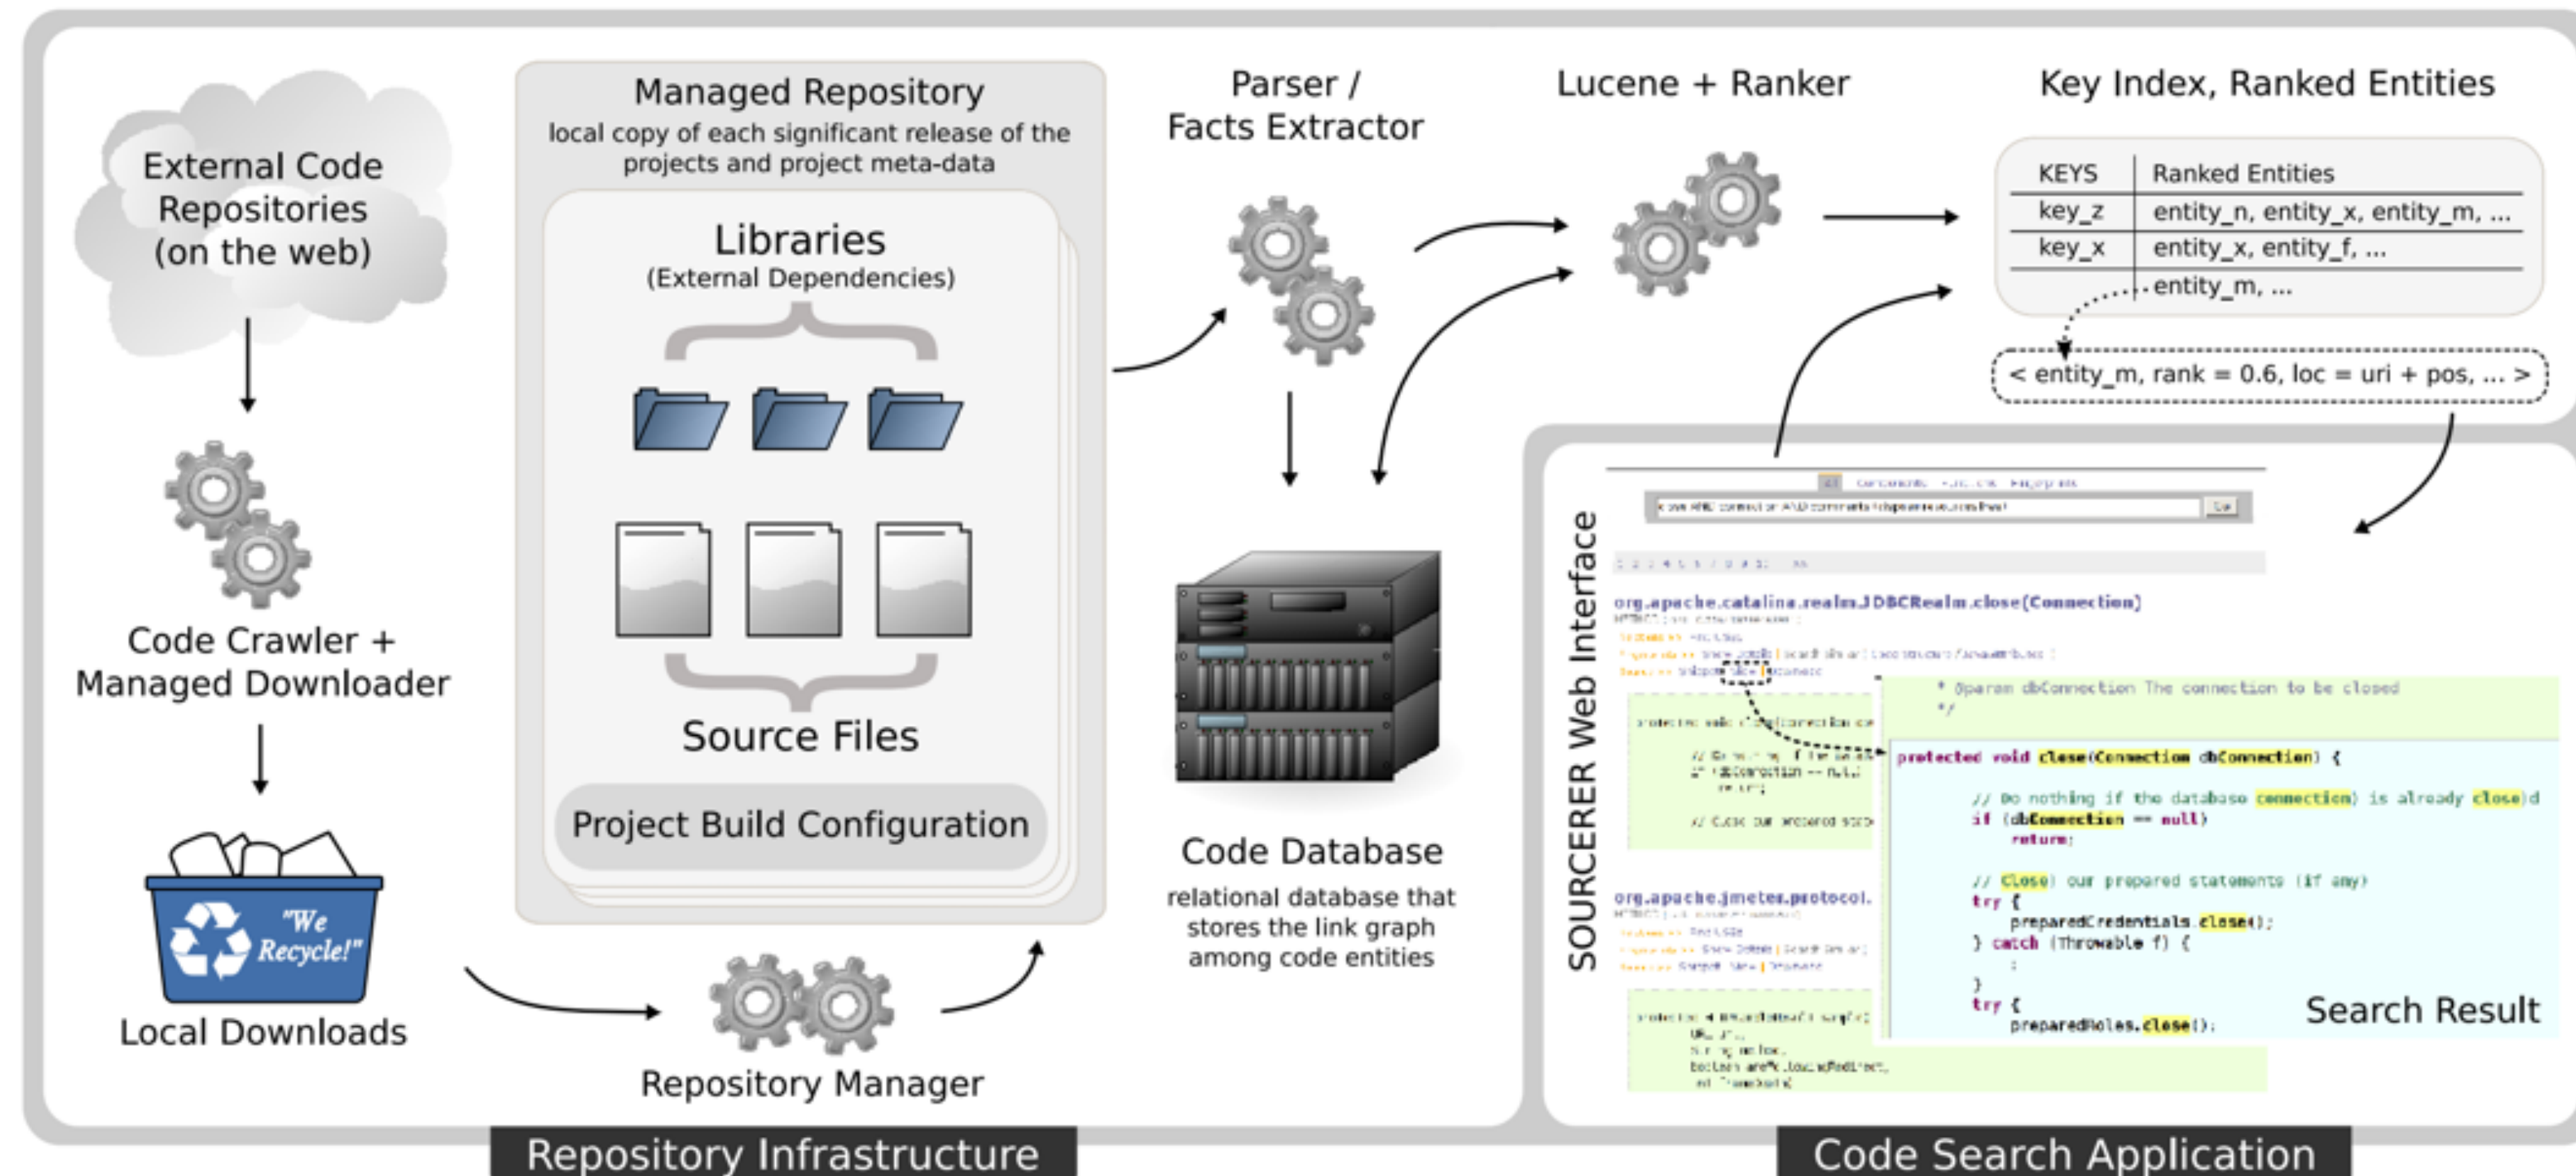 External Code
Repositories
(on the web)
Code Crawler +
Managed Downloader
"We
Recycle!"
Local Downloads
Managed Repository
local copy of each significant release of the
projects and project meta-data
Libraries
(External Dependencies)
Source Files
Project Build Configuration
Repository Manager
Parser /
Facts Extractor
Code Database
relational database that
stores the link graph
among code entities
Lucene + Ranker
Key Index, Ranked Entities
KEYS Ranked Entities
key_z entity_n, entity_x, entity_m, ...
key_x entity_x, entity_f, ...
entity_m, ...
< entity_m, rank = 0.6, loc = uri + pos, ... >
SOURCERER Web Interface
org.apache.catalina.realm.JDBCRealm.close(Connection)
org.apache.jmeter.protocol.
* @param dbConnection The connection to be closed
*/
protected void close(Connection dbConnection) {
// Do nothing if the database connection) is already close)d
if (dbConnection == null)
return;
// Close) our prepared statements (if any)
try {
preparedCredentials.close();
} catch (Throwable f) {
;
}
try {
preparedRoles.close();
Search Result
Repository Infrastructure
Code Search Application